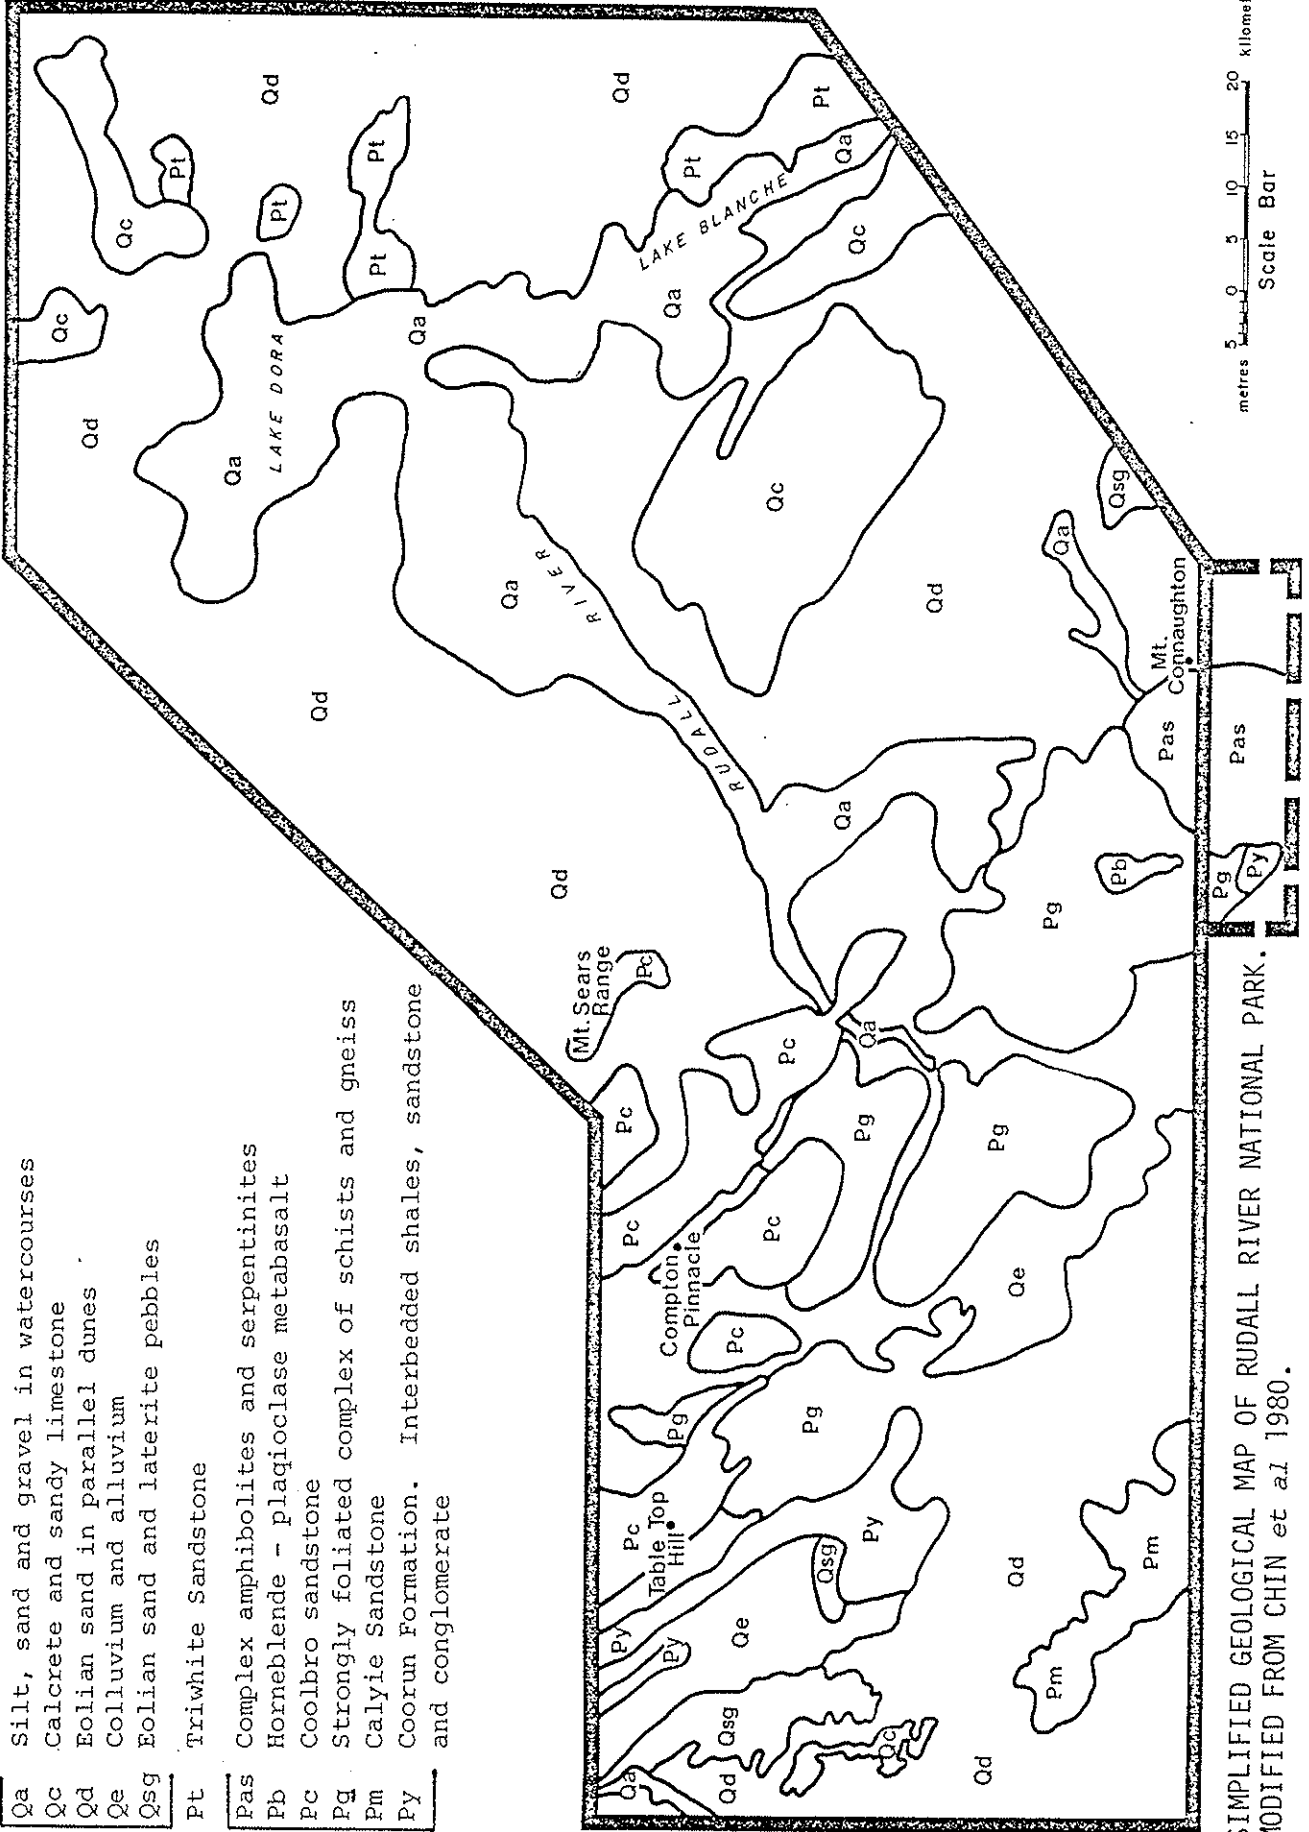 Qa Silt, sand and gravel in watercourses
Qc Calcrete and sandy limestone
Qd Eolian sand in parallel dunes
Qe Colluvium and alluvium
Qsg Eolian sand and laterite pebbles
Pt Triwhite Sandstone
Pas Complex amphibolites and serpentinites
Pb Horneblende - plaqioclase metabasalt
Pc Coolbro sandstone
Pg Strongly foliated complex of schists and gneiss
Pm Calyie Sandstone
Py Coorun Formation. Interbedded shales, sandstone
and conglomerate
Qc
Qc
Pt
Qd
Qd
Pt
Pt
Pt
Qa
LAKE DORA
Qa
Qd
Qd
Pt
Pt
Qa
LAKE BLANCHE
Qa
Qc
Qc
Qa
RUDALL RIVER
Qd
Mt. Sears
Range
Pc
Pc
Pc
Pc
Pc
Compton
Pinnacle
Pc
Pg
Qa
Qa
Qd
Qa
Qsg
Mt.
Connaughton
Pas
Pas
Pb
Pg
Pg
Py
Pg
Qe
Pg
Pg
Pc
Table Top
Hill
Py
Py
Qe
Qsg
Py
Qsg
Qa
Qd
Qc
Qd
Qd
Pm
Pm
metres 5 0 5 10 15 20
Scale Bar
SIMPLIFIED GEOLOGICAL MAP OF RUDALL RIVER NATIONAL PARK.
MODIFIED FROM CHIN et al 1980.